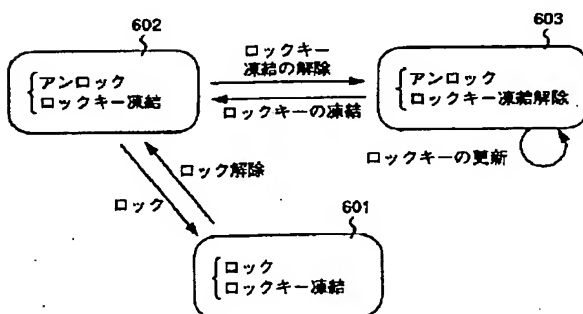 602
アンロック
ロックキー凍結
ロックキー
凍結の解除
ロックキーの凍結
603
アンロック
ロックキー凍結解除
ロックキーの更新
ロック解除
ロック
601
ロック
ロックキー凍結